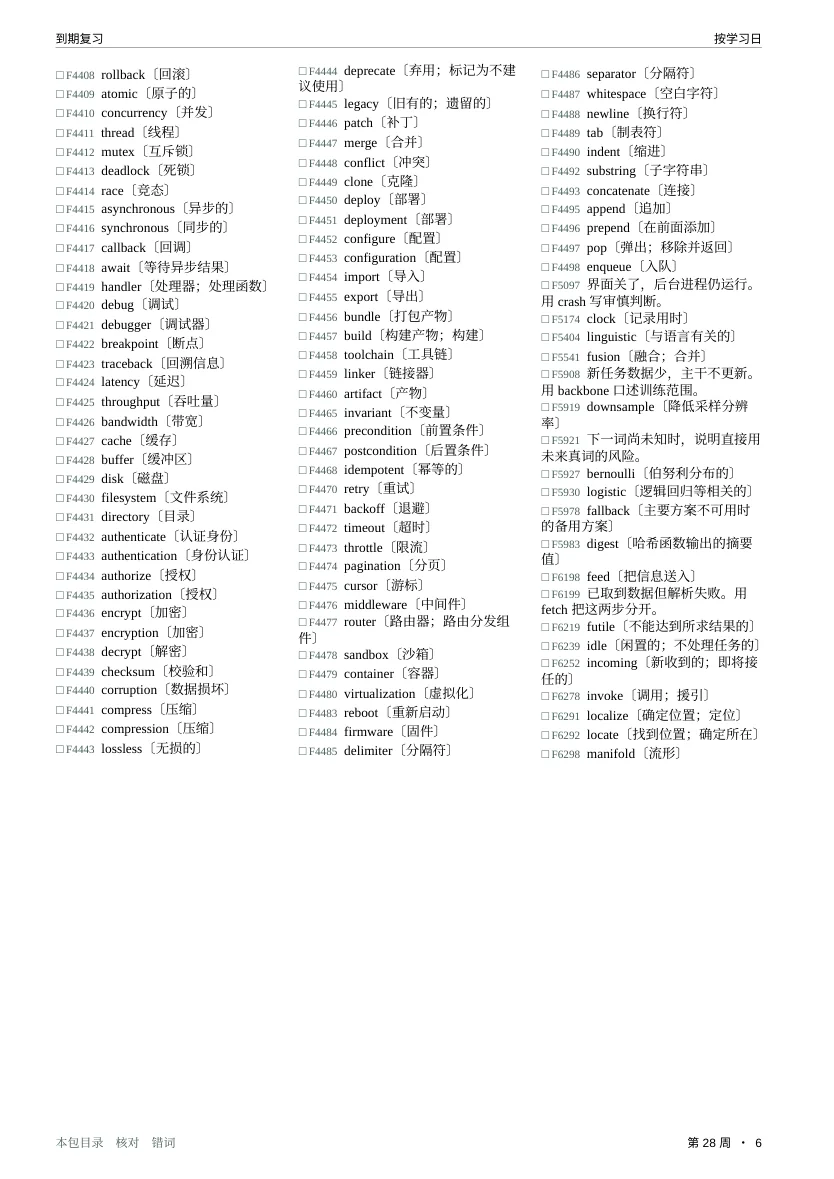 到期复习
按学习日
□ F4408 rollback〔回滚〕
□ F4409 atomic〔原子的〕
□ F4410 concurrency〔并发〕
□ F4411 thread〔线程〕
□ F4412 mutex〔互斥锁〕
□ F4413 deadlock〔死锁〕
□ F4414 race〔竞态〕
□ F4415 asynchronous〔异步的〕
□ F4416 synchronous〔同步的〕
□ F4417 callback〔回调〕
□ F4418 await〔等待异步结果〕
□ F4419 handler〔处理器；处理函数〕
□ F4420 debug〔调试〕
□ F4421 debugger〔调试器〕
□ F4422 breakpoint〔断点〕
□ F4423 traceback〔回溯信息〕
□ F4424 latency〔延迟〕
□ F4425 throughput〔吞吐量〕
□ F4426 bandwidth〔带宽〕
□ F4427 cache〔缓存〕
□ F4428 buffer〔缓冲区〕
□ F4429 disk〔磁盘〕
□ F4430 filesystem〔文件系统〕
□ F4431 directory〔目录〕
□ F4432 authenticate〔认证身份〕
□ F4433 authentication〔身份认证〕
□ F4434 authorize〔授权〕
□ F4435 authorization〔授权〕
□ F4436 encrypt〔加密〕
□ F4437 encryption〔加密〕
□ F4438 decrypt〔解密〕
□ F4439 checksum〔校验和〕
□ F4440 corruption〔数据损坏〕
□ F4441 compress〔压缩〕
□ F4442 compression〔压缩〕
□ F4443 lossless〔无损的〕
□ F4444 deprecate〔弃用；标记为不建
议使用〕
□ F4445 legacy〔旧有的；遗留的〕
□ F4446 patch〔补丁〕
□ F4447 merge〔合并〕
□ F4448 conflict〔冲突〕
□ F4449 clone〔克隆〕
□ F4450 deploy〔部署〕
□ F4451 deployment〔部署〕
□ F4452 configure〔配置〕
□ F4453 configuration〔配置〕
□ F4454 import〔导入〕
□ F4455 export〔导出〕
□ F4456 bundle〔打包产物〕
□ F4457 build〔构建产物；构建〕
□ F4458 toolchain〔工具链〕
□ F4459 linker〔链接器〕
□ F4460 artifact〔产物〕
□ F4465 invariant〔不变量〕
□ F4466 precondition〔前置条件〕
□ F4467 postcondition〔后置条件〕
□ F4468 idempotent〔幂等的〕
□ F4470 retry〔重试〕
□ F4471 backoff〔退避〕
□ F4472 timeout〔超时〕
□ F4473 throttle〔限流〕
□ F4474 pagination〔分页〕
□ F4475 cursor〔游标〕
□ F4476 middleware〔中间件〕
□ F4477 router〔路由器；路由分发组
件〕
□ F4478 sandbox〔沙箱〕
□ F4479 container〔容器〕
□ F4480 virtualization〔虚拟化〕
□ F4483 reboot〔重新启动〕
□ F4484 firmware〔固件〕
□ F4485 delimiter〔分隔符〕
□ F4486 separator〔分隔符〕
□ F4487 whitespace〔空白字符〕
□ F4488 newline〔换行符〕
□ F4489 tab〔制表符〕
□ F4490 indent〔缩进〕
□ F4492 substring〔子字符串〕
□ F4493 concatenate〔连接〕
□ F4495 append〔追加〕
□ F4496 prepend〔在前面添加〕
□ F4497 pop〔弹出；移除并返回〕
□ F4498 enqueue〔入队〕
□ F5097 界面关了，后台进程仍运行。
用 crash 写审慎判断。
□ F5174 clock〔记录用时〕
□ F5404 linguistic〔与语言有关的〕
□ F5541 fusion〔融合；合并〕
□ F5908 新任务数据少，主干不更新。
用 backbone 口述训练范围。
□ F5919 downsample〔降低采样分辨
率〕
□ F5921 下一词尚未知时，说明直接用
未来真词的风险。
□ F5927 bernoulli〔伯努利分布的〕
□ F5930 logistic〔逻辑回归等相关的〕
□ F5978 fallback〔主要方案不可用时
的备用方案〕
□ F5983 digest〔哈希函数输出的摘要
值〕
□ F6198 feed〔把信息送入〕
□ F6199 已取到数据但解析失败。用
fetch 把这两步分开。
□ F6219 futile〔不能达到所求结果的〕
□ F6239 idle〔闲置的；不处理任务的〕
□ F6252 incoming〔新收到的；即将接
任的〕
□ F6278 invoke〔调用；援引〕
□ F6291 localize〔确定位置；定位〕
□ F6292 locate〔找到位置；确定所在〕
□ F6298 manifold〔流形〕
本包目录 核对 错词
第 28 周 · 6